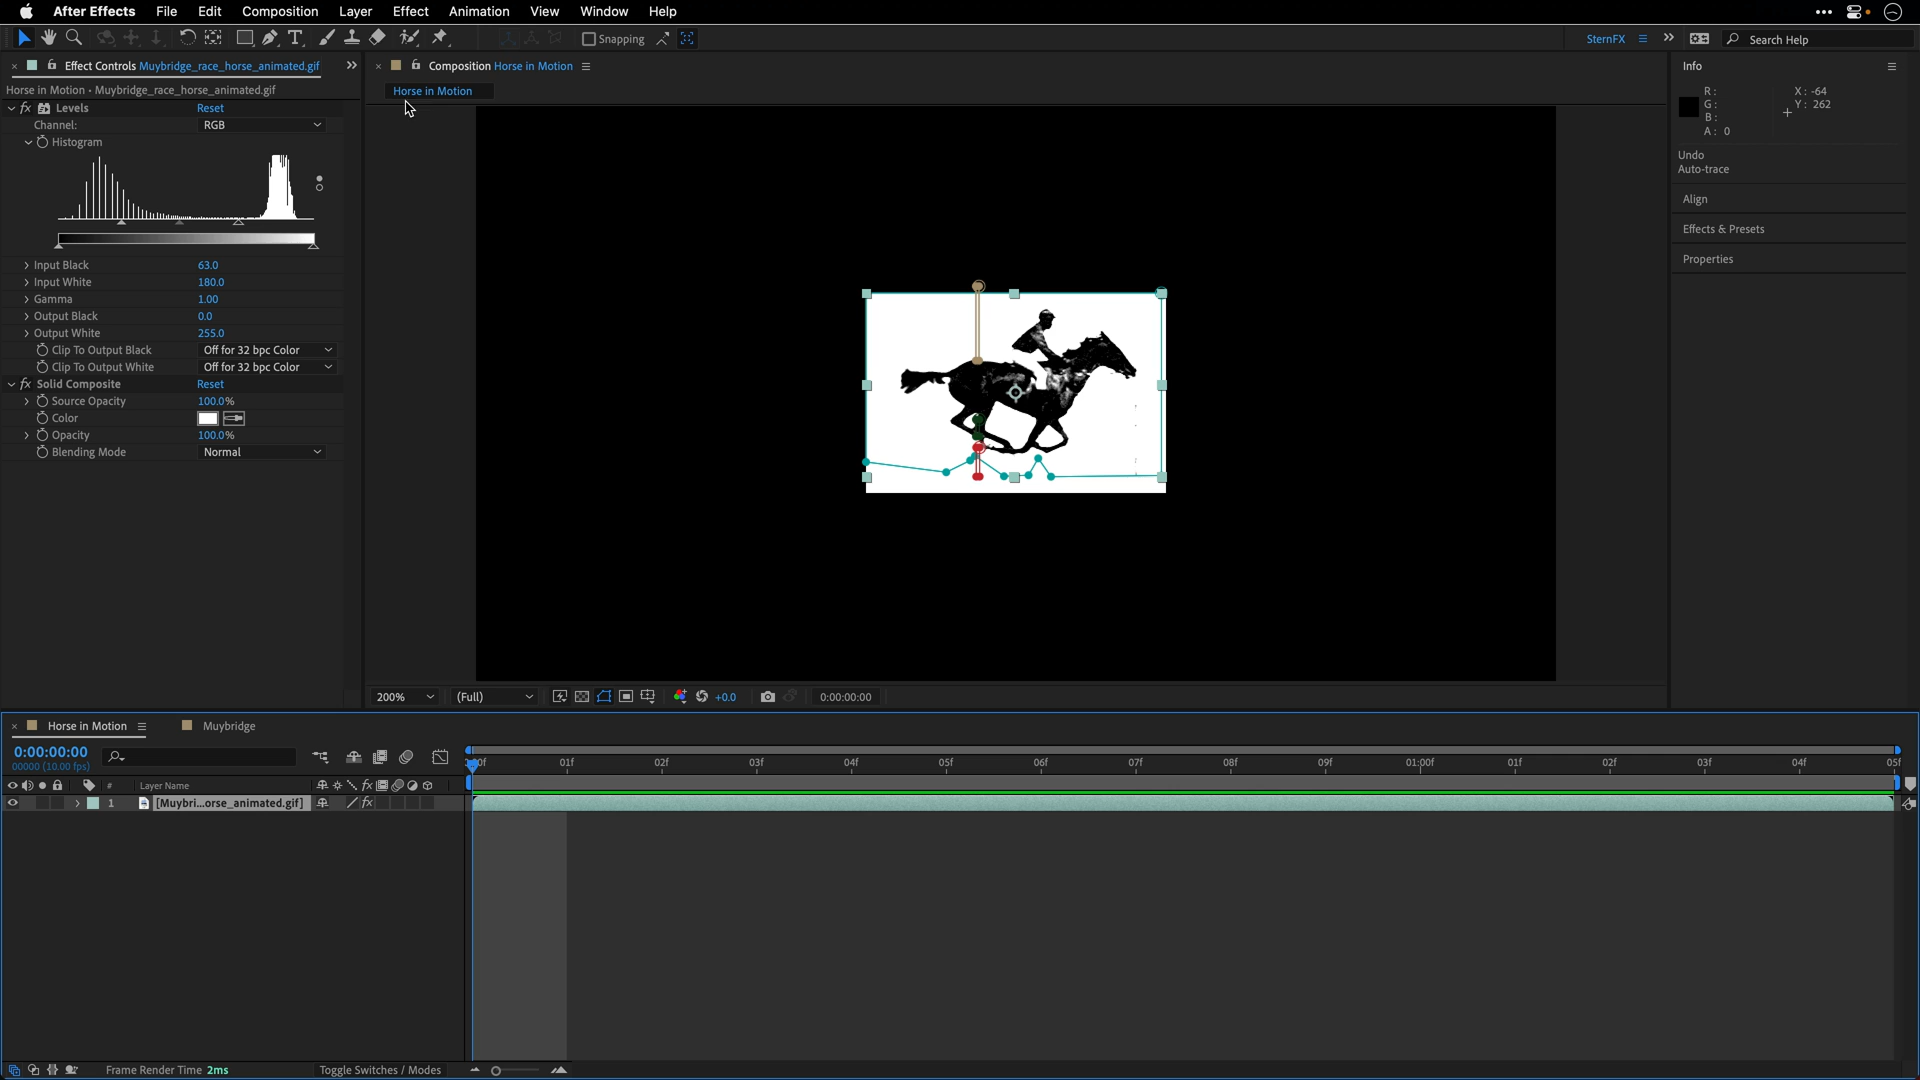 After Effects File Edit Composition Layer Effect Animation View Window Help
Snapping SternFX Search Help
Effect Controls Muybridge_race_horse_animated.gif
Horse in Motion • Muybridge_race_horse_animated.gif
fx Levels Reset
Channel: RGB
Histogram
Input Black 63.0
Input White 180.0
Gamma 1.00
Output Black 0.0
Output White 255.0
Clip To Output Black Off for 32 bpc Color
Clip To Output White Off for 32 bpc Color
fx Solid Composite Reset
Source Opacity 100.0%
Color
Opacity 100.0%
Blending Mode Normal
Composition Horse in Motion
Horse in Motion
200% (Full) +0.0 0:00:00:00
Info
R: X: -64
G: Y: 262
B:
A: 0
Undo
Auto-trace
Align
Effects & Presets
Properties
Horse in Motion Muybridge
0:00:00:00
00000 (10.00 fps)
01f 02f 03f 04f 05f 06f 07f 08f 09f 01:00f 01f 02f 03f 04f 05f
# Layer Name fx
1 [Muybri...orse_animated.gif] fx
Frame Render Time 2ms Toggle Switches / Modes